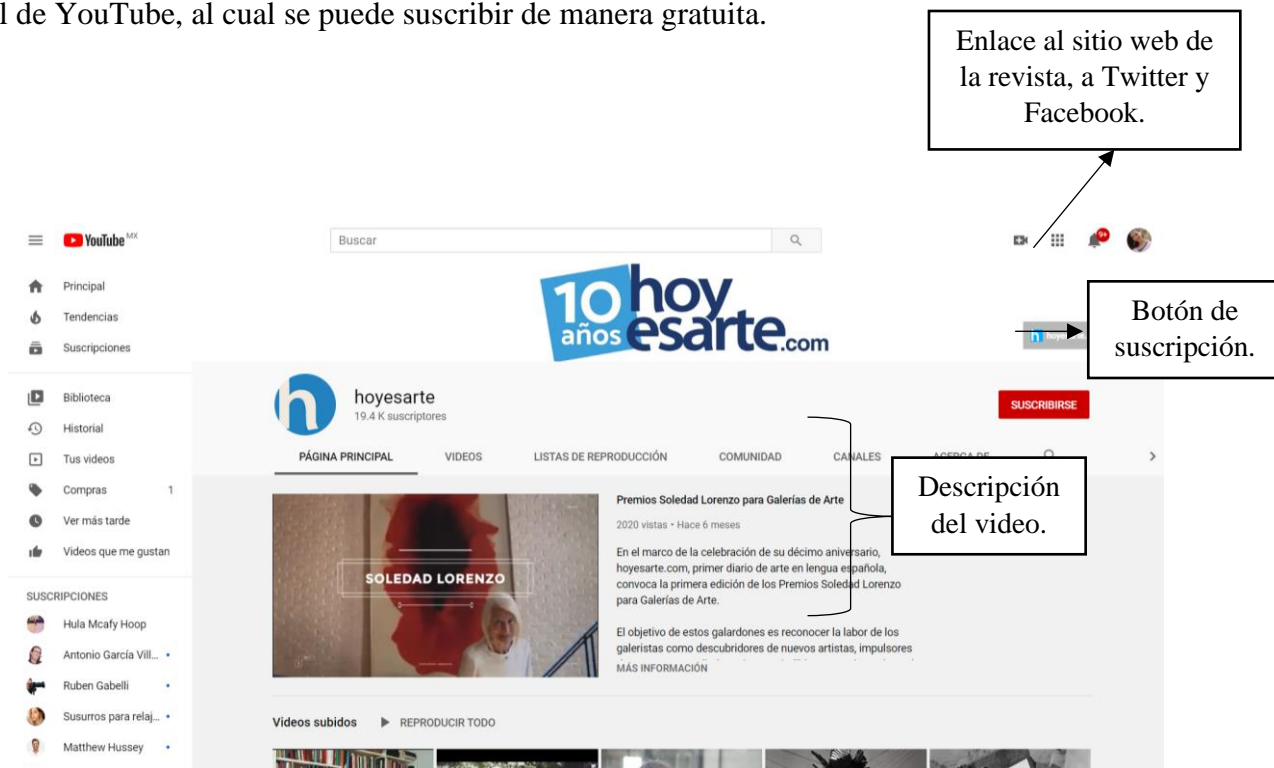 l de YouTube, al cual se puede suscribir de manera gratuita.
Enlace al sitio web de
la revista, a Twitter y
Facebook.
YouTube MX
Buscar
9+
Principal
Tendencias
Suscripciones
10 años
hoy esarte.com
Botón de
suscripción.
Biblioteca
Historial
Tus videos
Compras 1
Ver más tarde
Videos que me gustan
hoyesarte
19.4 K suscriptores
SUSCRIBIRSE
PÁGINA PRINCIPAL VIDEOS LISTAS DE REPRODUCCIÓN COMUNIDAD CANALES ACERCA DE
SOLEDAD LORENZO
Premios Soledad Lorenzo para Galerías de Arte
2020 vistas • Hace 6 meses
En el marco de la celebración de su décimo aniversario,
hoyesarte.com, primer diario de arte en lengua española,
convoca la primera edición de los Premios Soledad Lorenzo
para Galerías de Arte.
El objetivo de estos galardones es reconocer la labor de los
galeristas como descubridores de nuevos artistas, impulsores
MÁS INFORMACIÓN
Descripción
del video.
SUSCRIPCIONES
Hula Mcafy Hoop
Antonio García Vill...
Ruben Gabelli
Susurros para relaj...
Matthew Hussey
Videos subidos REPRODUCIR TODO